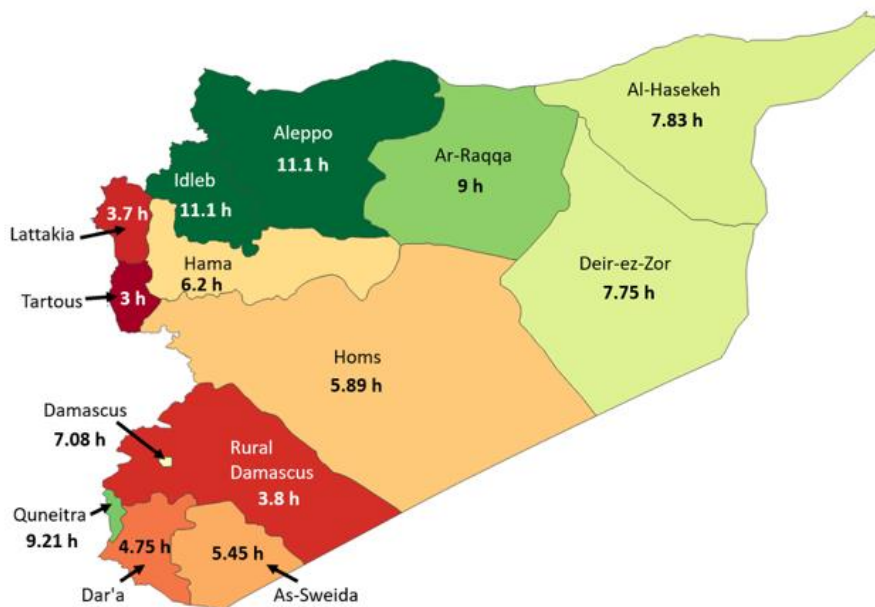 Al-Hasekeh
7.83 h
Aleppo
11.1 h
Ar-Raqqa
9 h
Idleb
11.1 h
3.7 h
Lattakia
Hama
6.2 h
Deir-ez-Zor
7.75 h
Tartous
3 h
Homs
5.89 h
Damascus
7.08 h
Rural
Damascus
3.8 h
Quneitra
9.21 h
4.75 h
5.45 h
Dar'a
As-Sweida